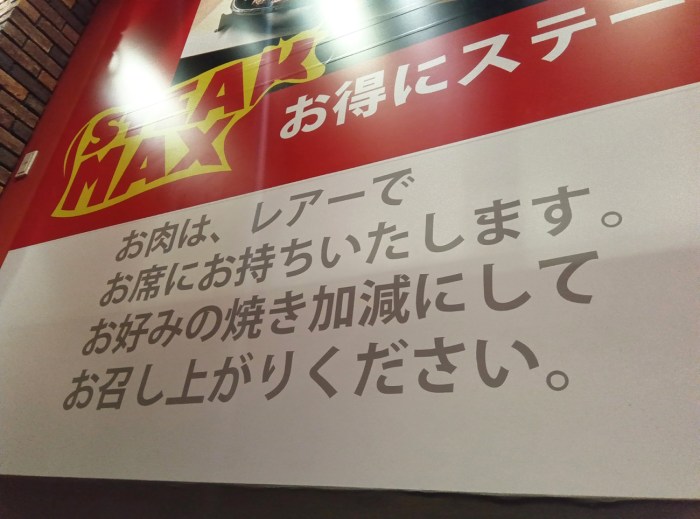 STEAK
MAX
お得にステー
お肉は、レアーで
お席にお持ちいたします。
お好みの焼き加減にして
お召し上がりください。